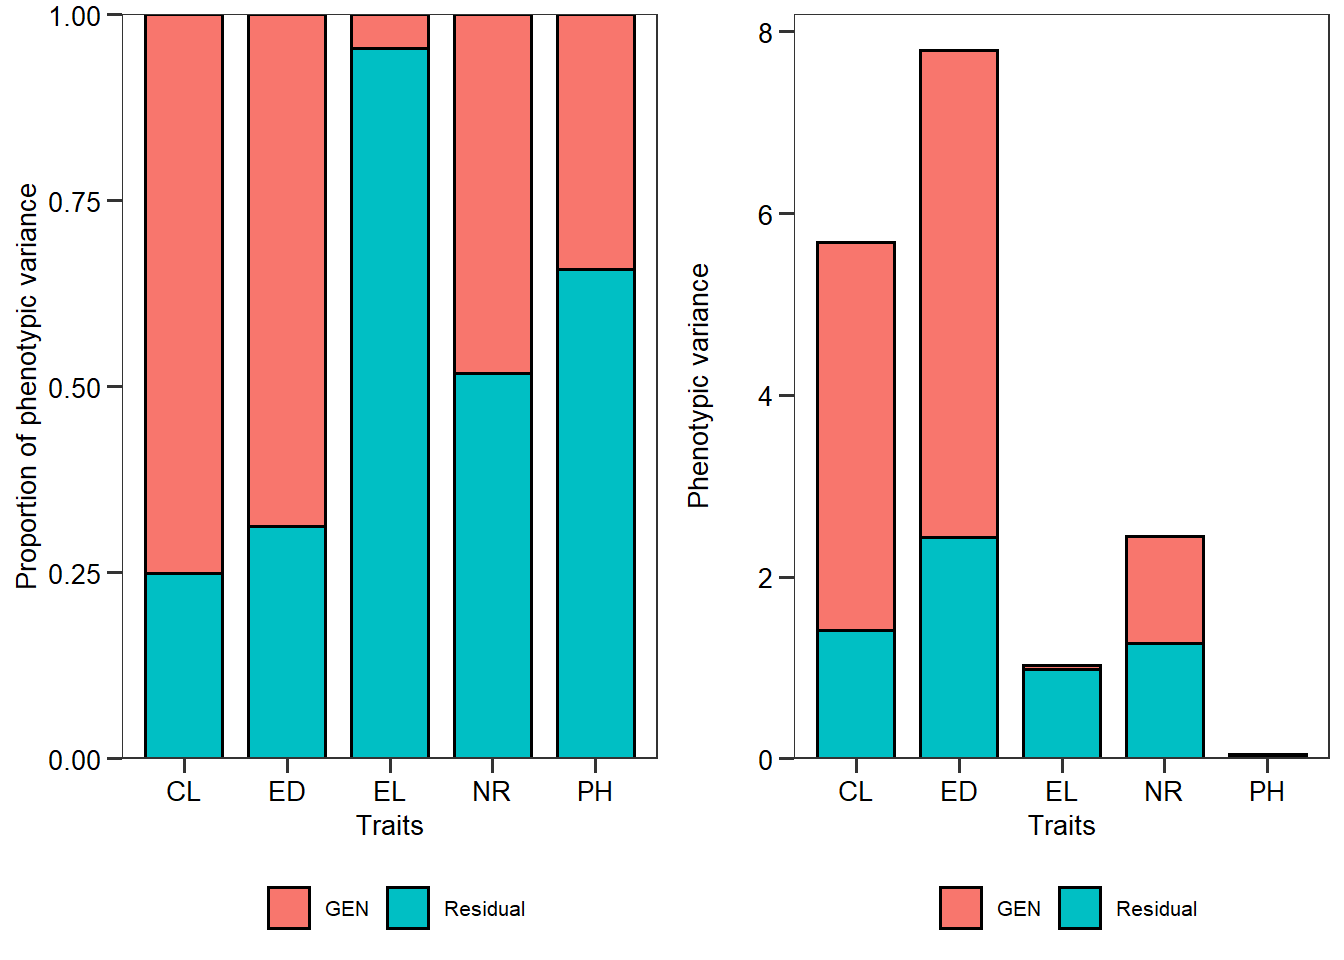 Proportion of phenotypic variance
1.00
0.75
0.50
0.25
0.00
CL ED EL NR PH
Traits
GEN Residual
Phenotypic variance
8
6
4
2
0
CL ED EL NR PH
Traits
GEN Residual